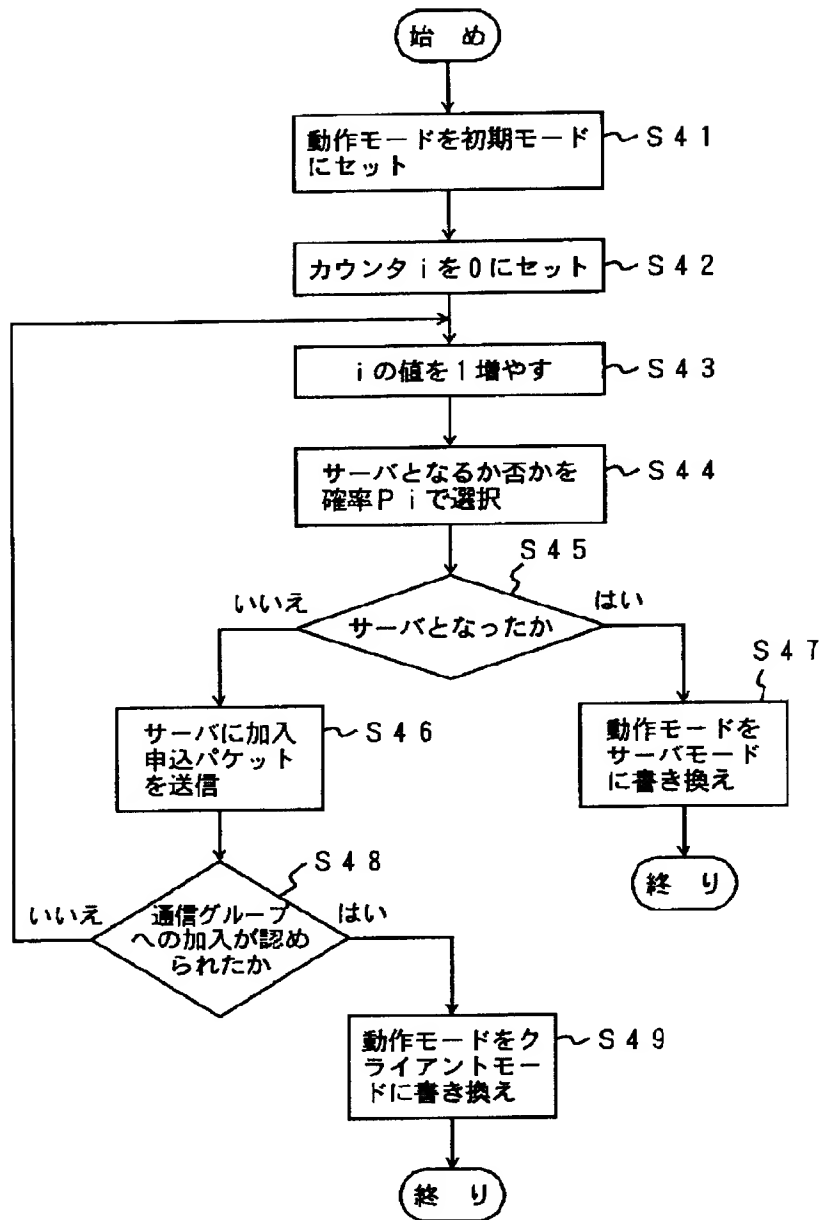 始 め
動作モードを初期モード
にセット
S41
カウンタiを0にセット
S42
iの値を1増やす
S43
サーバとなるか否かを
確率Piで選択
S44
S45
いいえ
はい
サーバとなったか
サーバに加入
申込パケット
を送信
S46
S47
動作モードを
サーバモード
に書き換え
終 り
S48
いいえ
はい
通信グループ
への加入が認め
られたか
動作モードをク
ライアントモー
ドに書き換え
S49
終 り